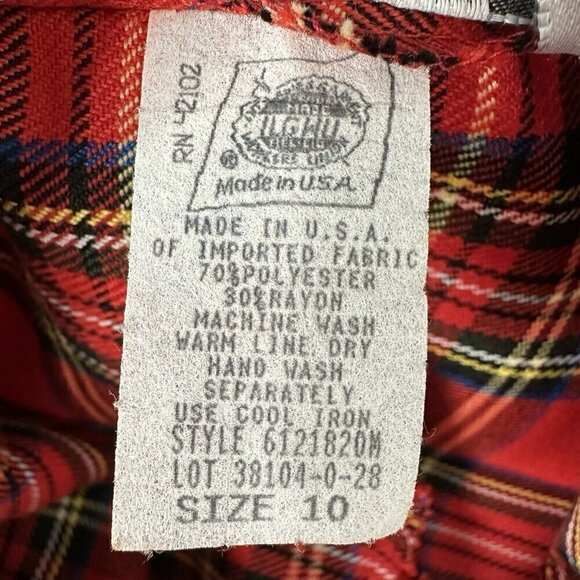 RN 42102
ILGWU
® Made in U.S.A.
MADE IN U.S.A.
OF IMPORTED FABRIC
70%POLYESTER
30%RAYON
MACHINE WASH
WARM LINE DRY
HAND WASH
SEPARATELY
USE COOL IRON
STYLE 6121820M
LOT 38104-0-28
SIZE 10